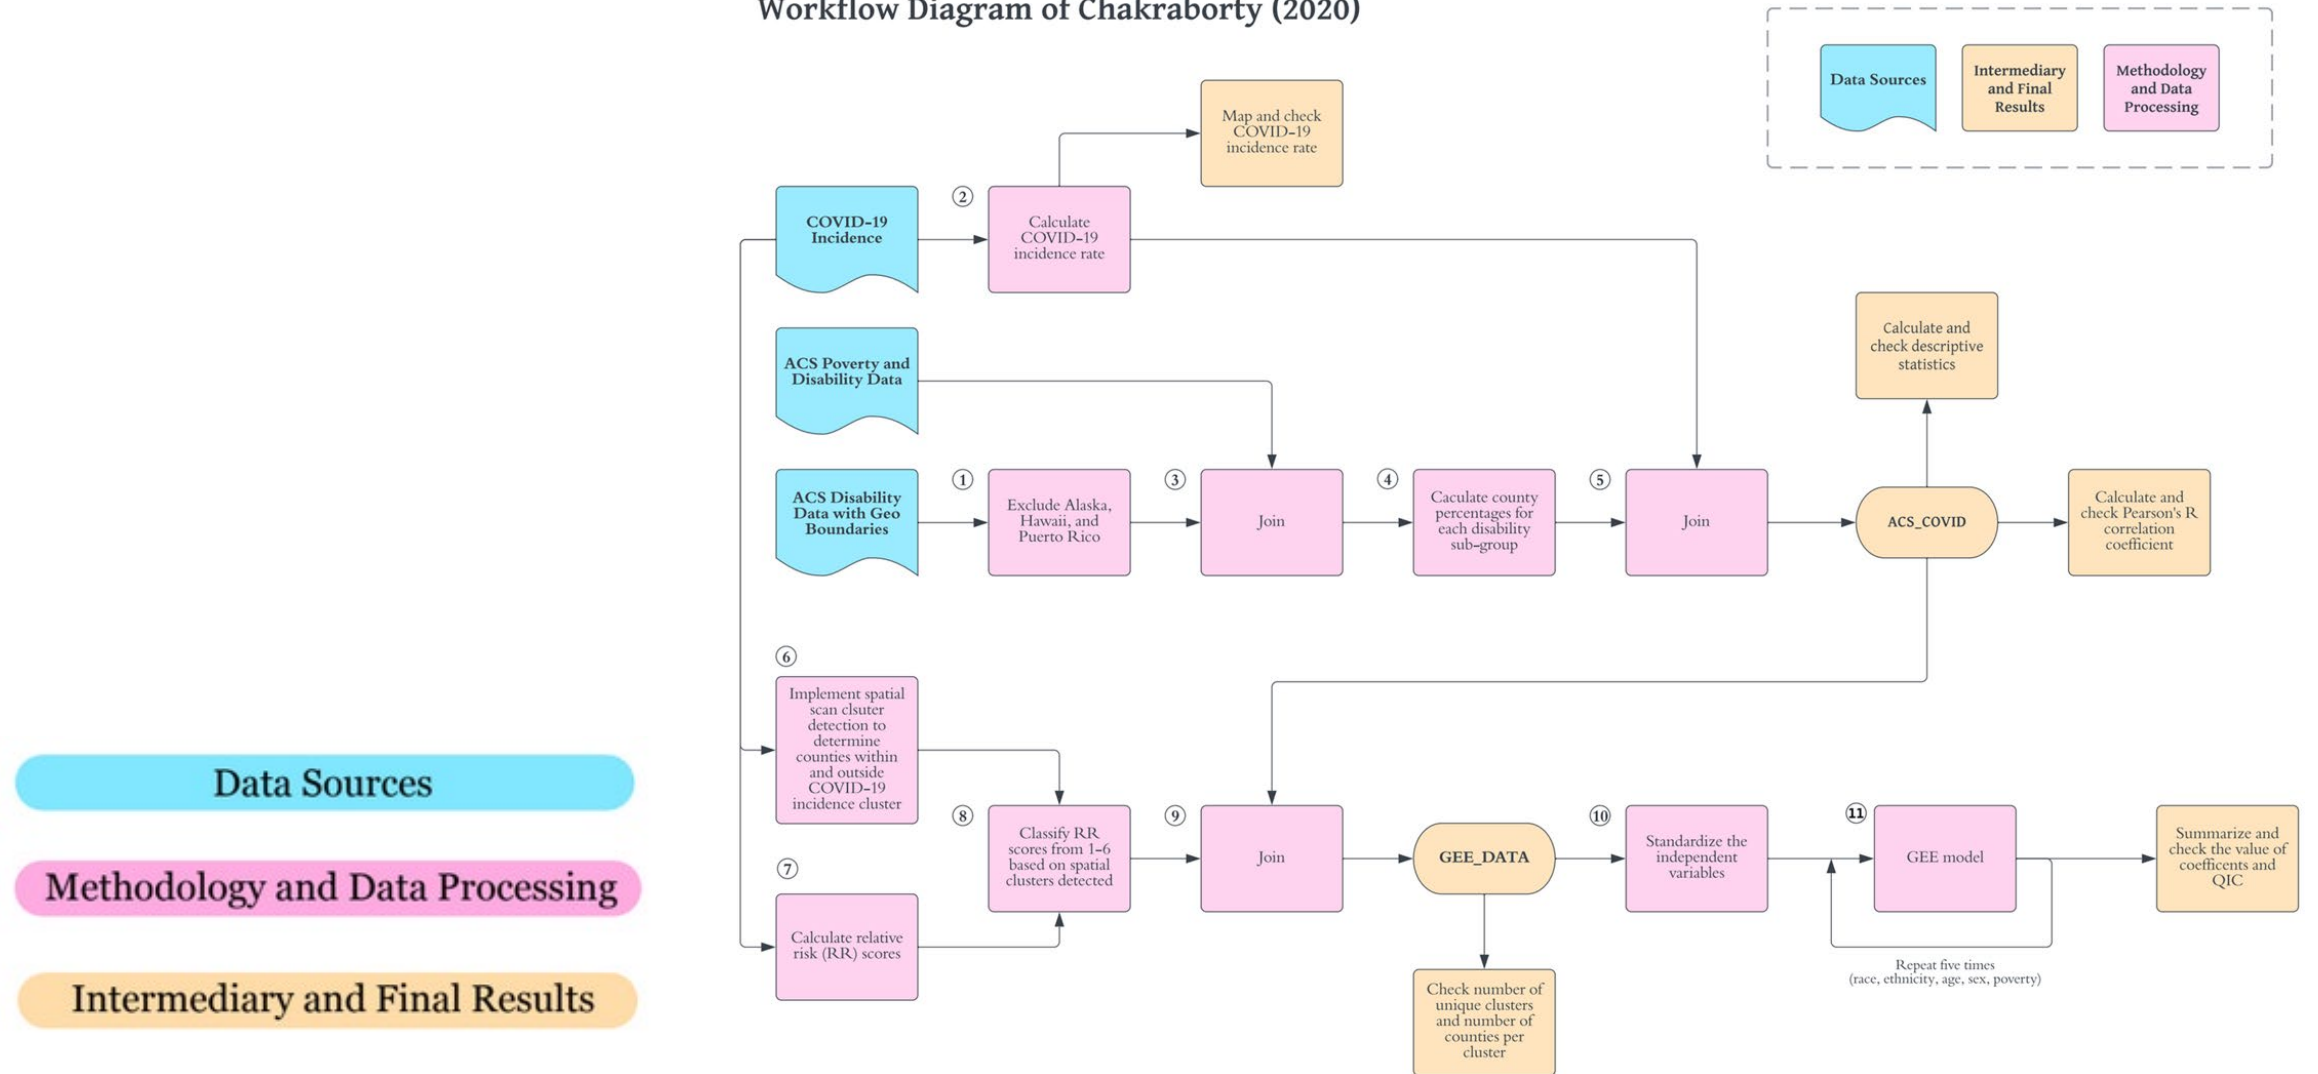 Workflow Diagram of Chakraborty (2020)
Data Sources
Intermediary
and Final
Results
Methodology
and Data
Processing
Map and check
COVID-19
incidence rate
COVID-19
Incidence
②
Calculate
COVID-19
incidence rate
ACS Poverty and
Disability Data
Calculate and
check descriptive
statistics
ACS Disability
Data with Geo
Boundaries
①
Exclude Alaska,
Hawaii, and
Puerto Rico
③
Join
④
Caculate county
percentages for
each disability
sub-group
⑤
Join
ACS_COVID
Calculate and
check Pearson's R
correlation
coefficient
⑥
Implement spatial
scan clsuter
detection to
determine
counties within
and outside
COVID-19
incidence cluster
⑦
Calculate relative
risk (RR) scores
⑧
Classify RR
scores from 1-6
based on spatial
clusters detected
⑨
Join
GEE_DATA
⑩
Standardize the
independent
variables
⑪
GEE model
Summarize and
check the value of
coefficents and
QIC
Repeat five times
(race, ethnicity, age, sex, poverty)
Check number of
unique clusters
and number of
counties per
cluster
Data Sources
Methodology and Data Processing
Intermediary and Final Results